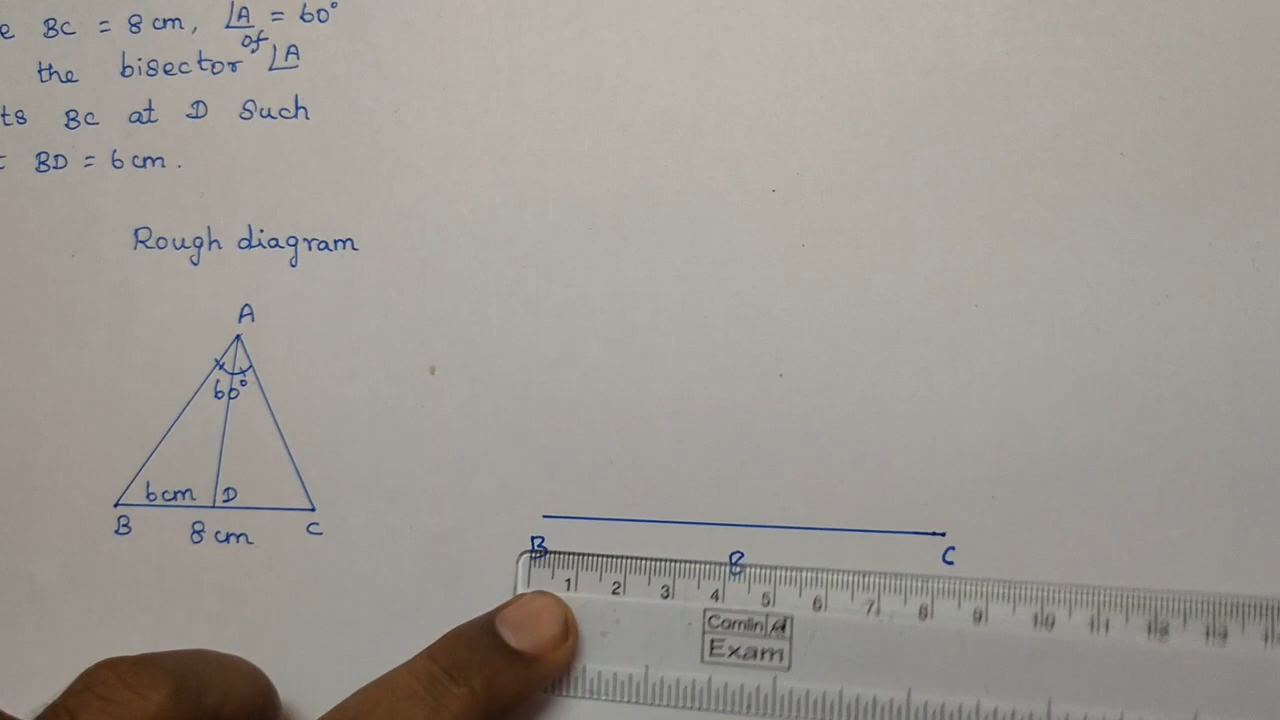 e BC = 8 cm, ∠A = 60°
the bisector of ∠A
ts BC at D Such
BD = 6 cm.
Rough diagram
A
60°
6cm D
B 8 cm C
B 8 C
1 2 3 4 5 6 7 8 9 10 11 12 13
Camlin
Exam